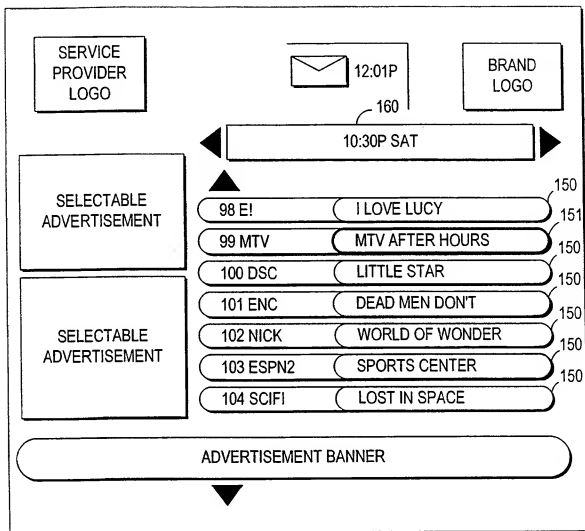 SERVICE
PROVIDER
LOGO
12:01P
BRAND
LOGO
160
10:30P SAT
SELECTABLE
ADVERTISEMENT
150
98 E! I LOVE LUCY
151
99 MTV MTV AFTER HOURS
150
100 DSC LITTLE STAR
150
101 ENC DEAD MEN DON'T
150
102 NICK WORLD OF WONDER
150
103 ESPN2 SPORTS CENTER
150
104 SCIFI LOST IN SPACE
SELECTABLE
ADVERTISEMENT
ADVERTISEMENT BANNER